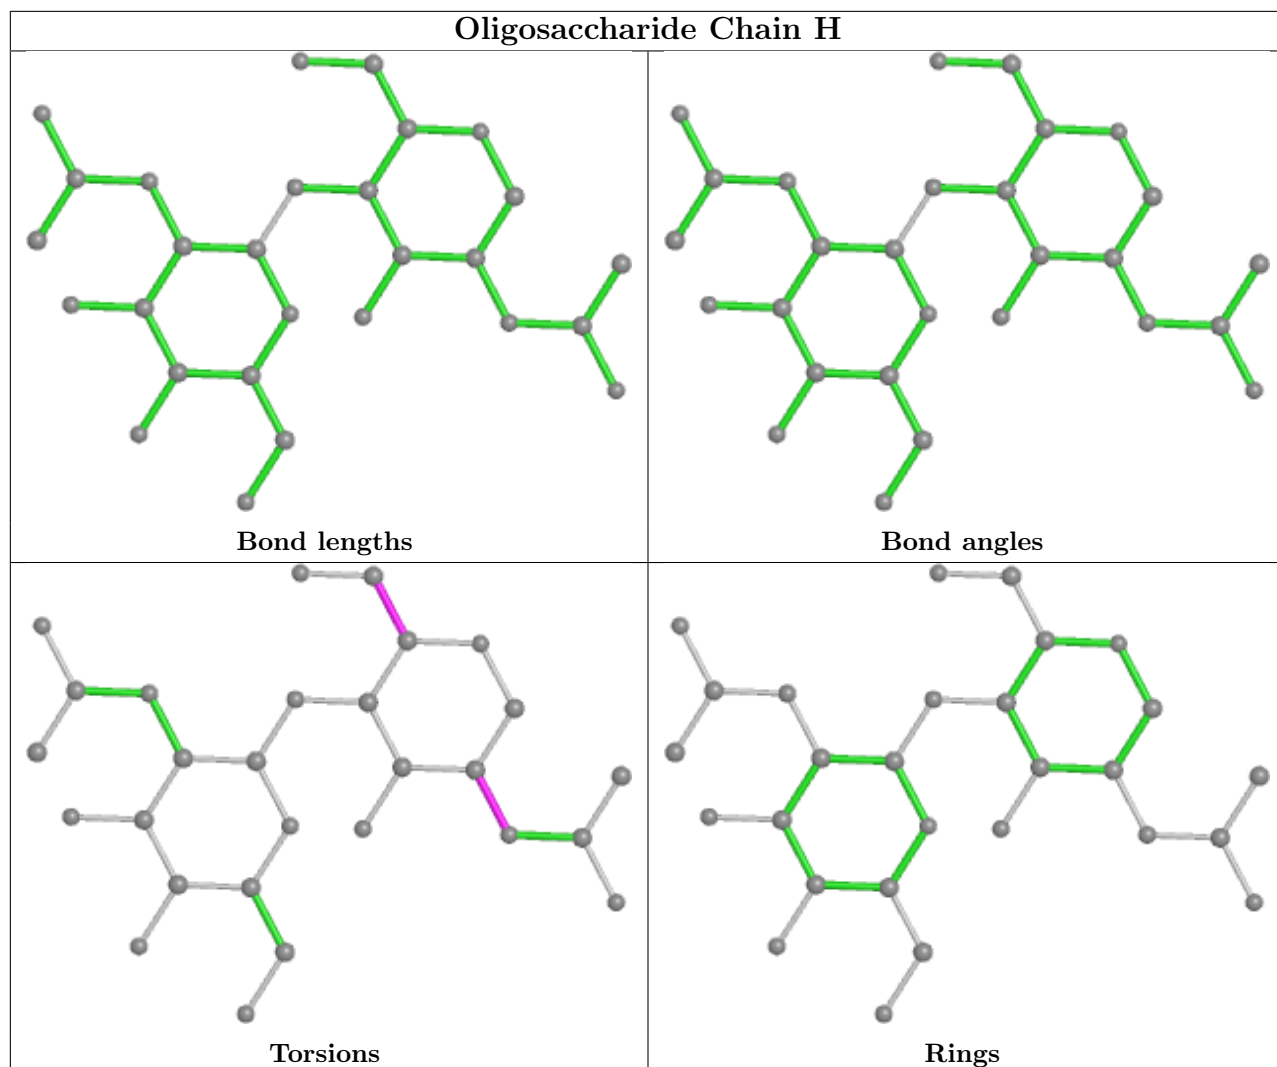 Oligosaccharide Chain H
Bond lengths
Bond angles
Torsions
Rings